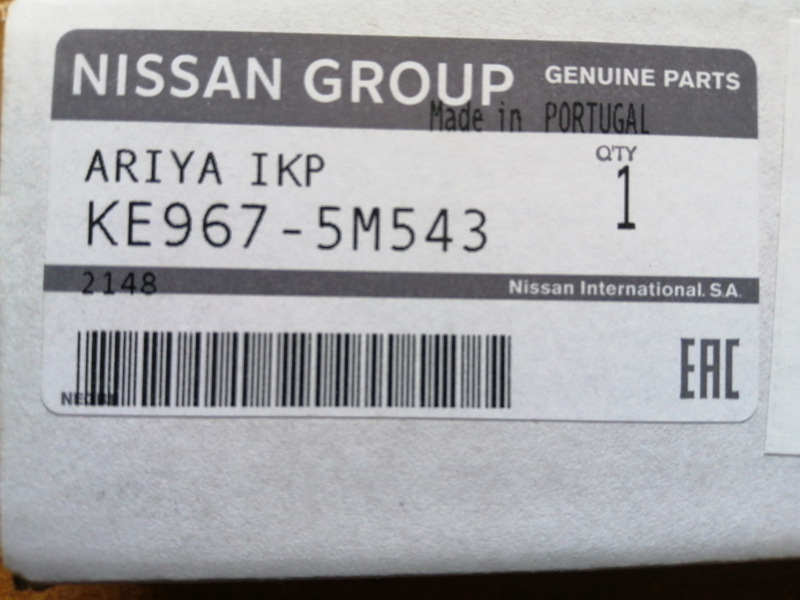 NISSAN GROUP GENUINE PARTS
Made in PORTUGAL
ARIYA IKP
QTY
1
KE967-5M543
2148
Nissan International. S.A.
EAC